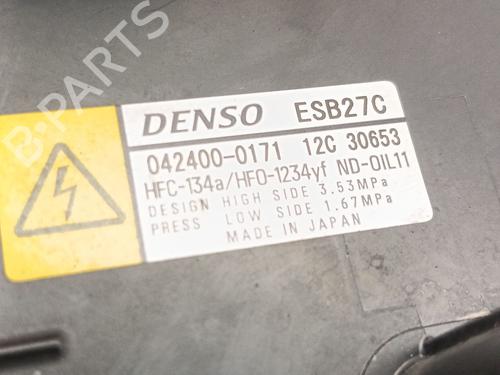 B-PARTS
DENSO ESB27C
042400-0171 12C 30653
HFC-134a/HFO-1234yf ND-OIL11
DESIGN HIGH SIDE 3.53MPa
PRESS LOW SIDE 1.67MPa
MADE IN JAPAN